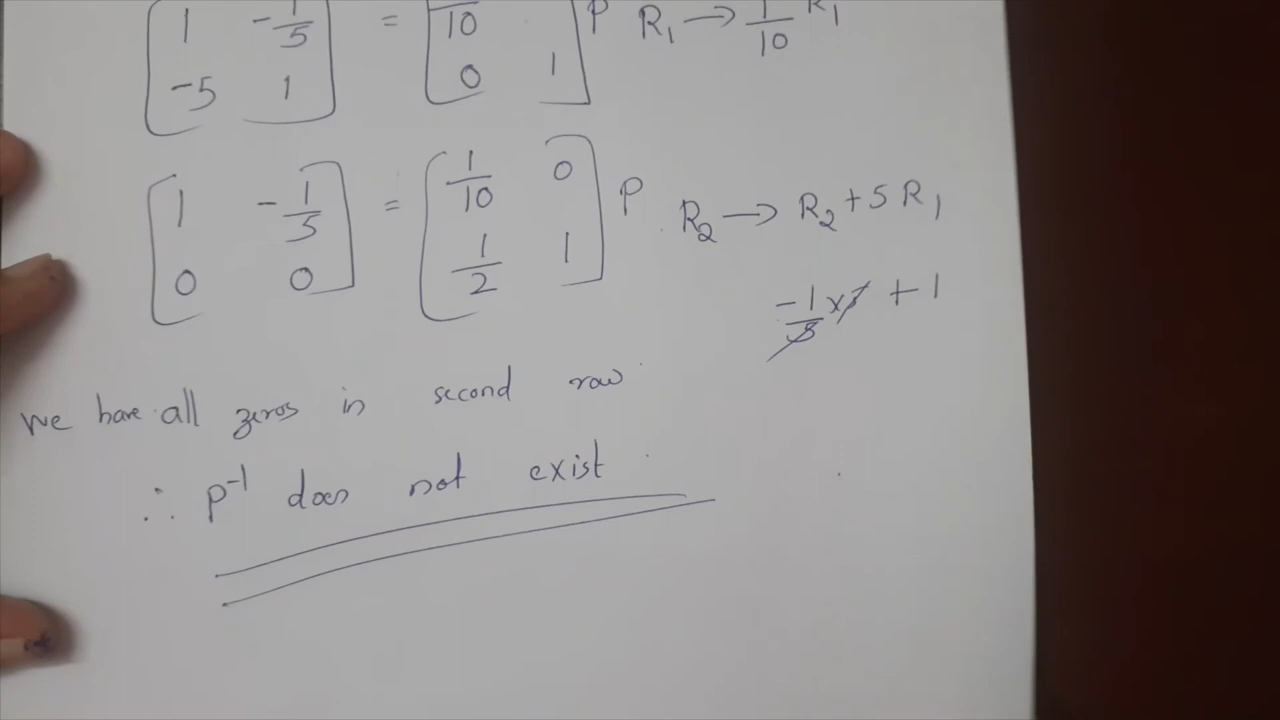 [1 -1/5; -5 1] = [1/10 ; 0 1] P R₁ → 1/10 R₁
[1 -1/5; 0 0] = [1/10 0; 1/2 1] P R₂ → R₂ + 5 R₁
-1/5 x 5 + 1
We have all zeros in second row
∴ P⁻¹ does not exist